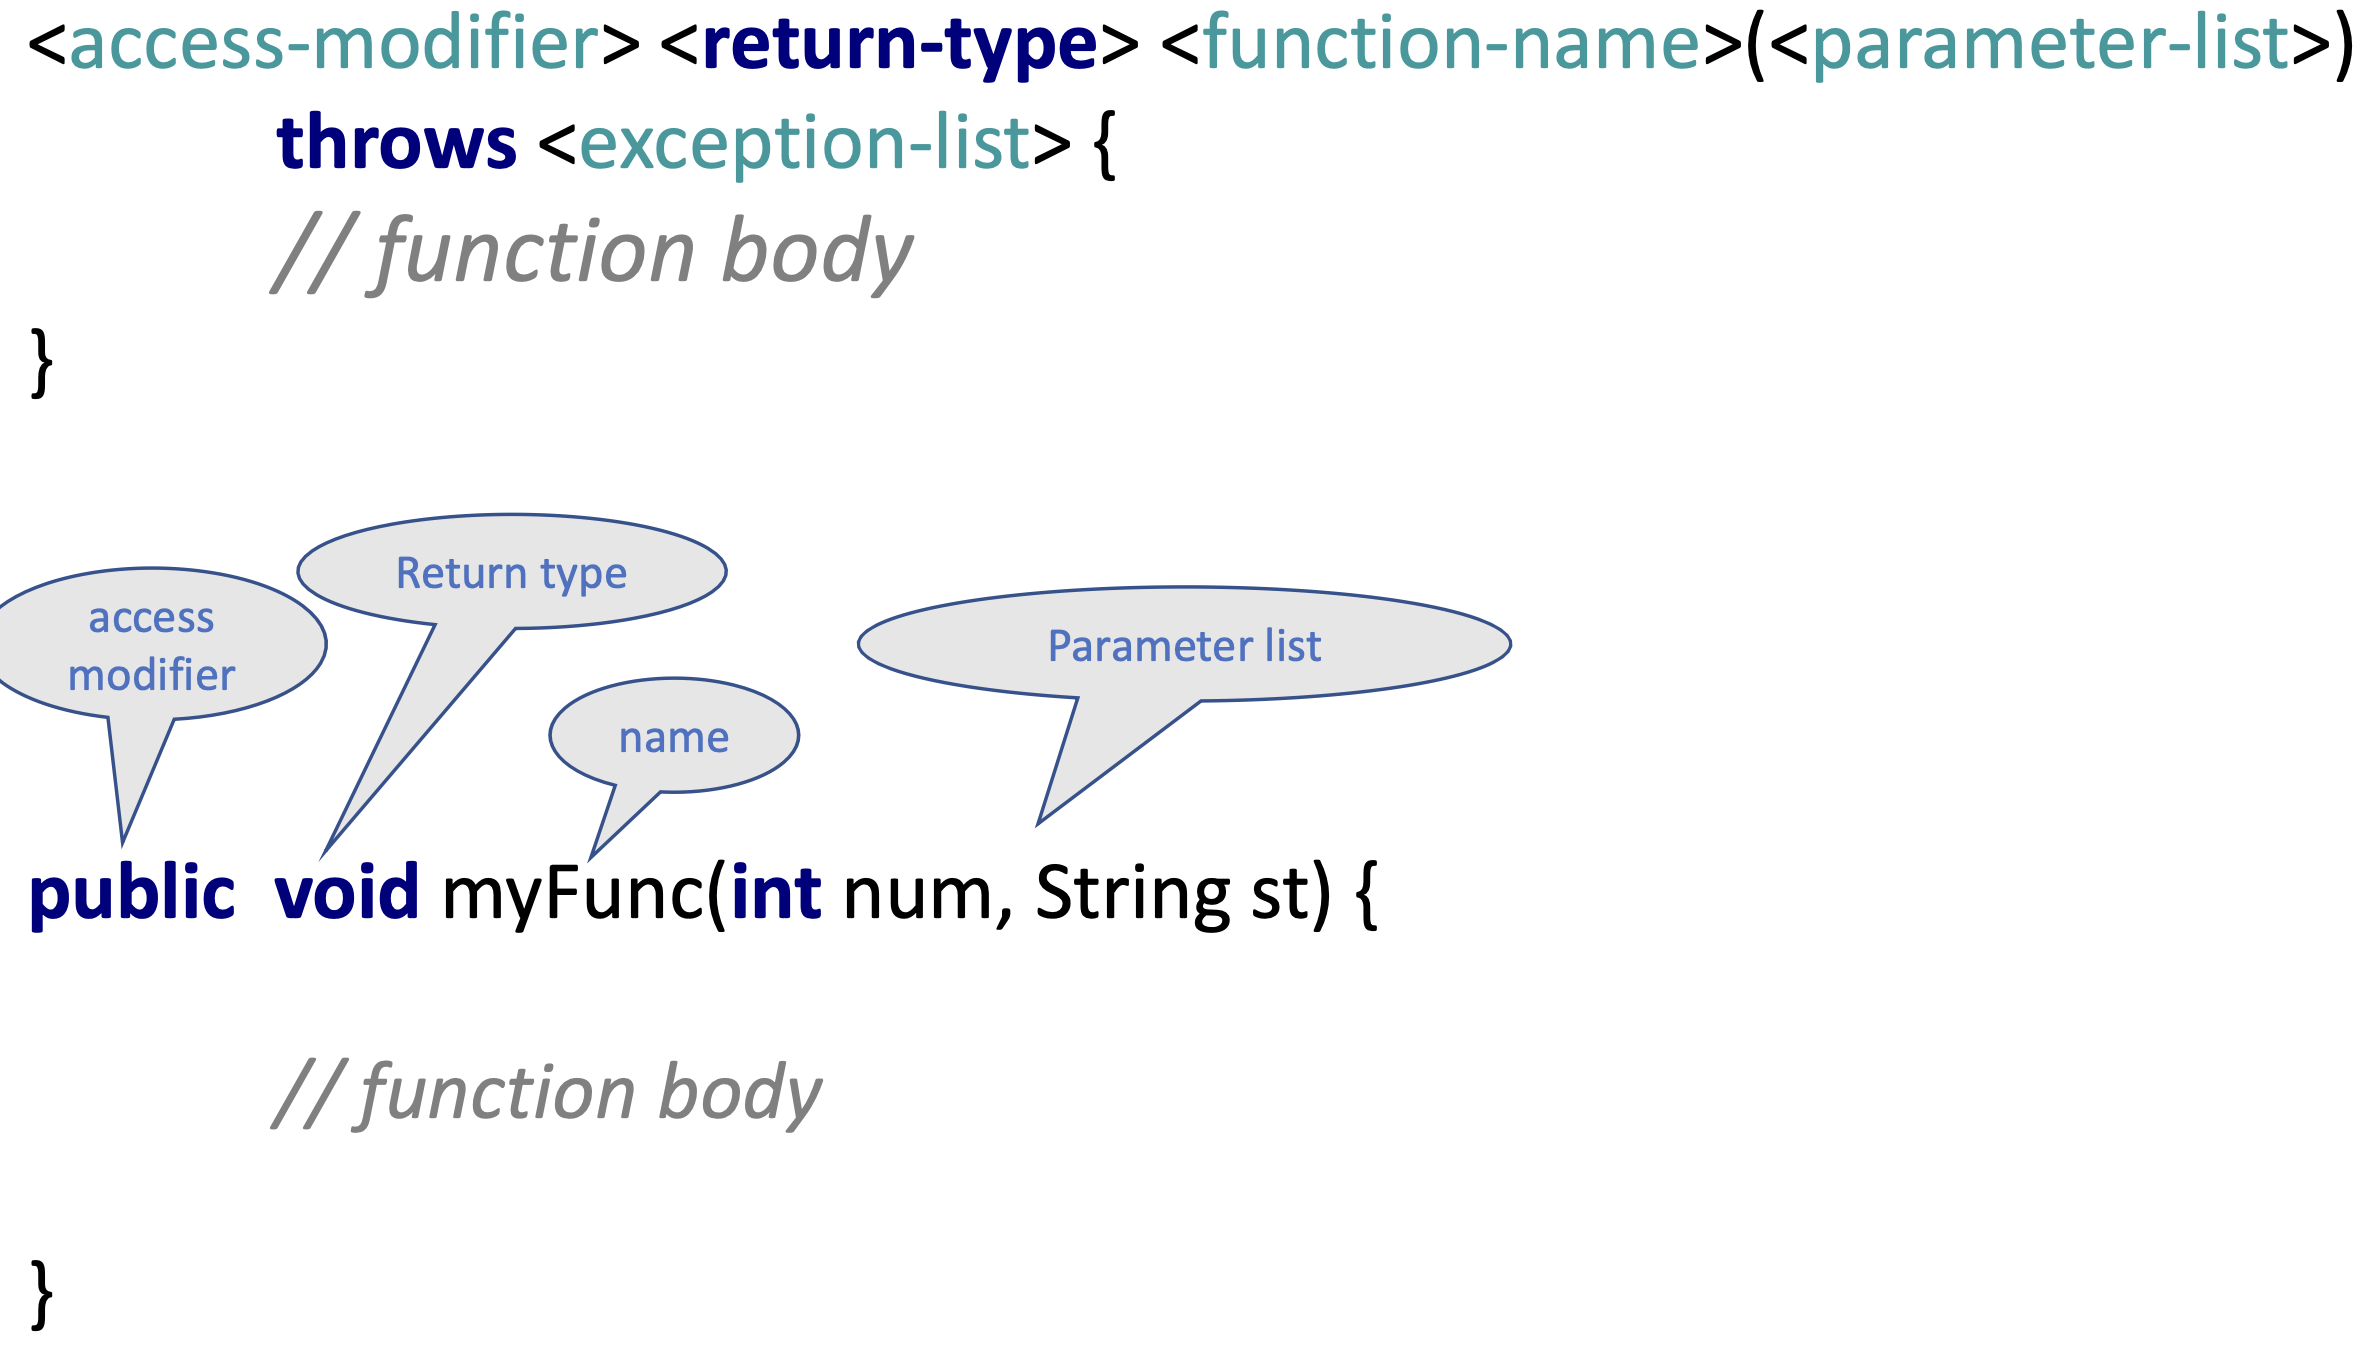 <access-modifier> <return-type> <function-name>(<parameter-list>)
throws <exception-list> {
// function body
}
access
modifier
Return type
name
Parameter list
public  void myFunc(int num, String st) {
// function body
}